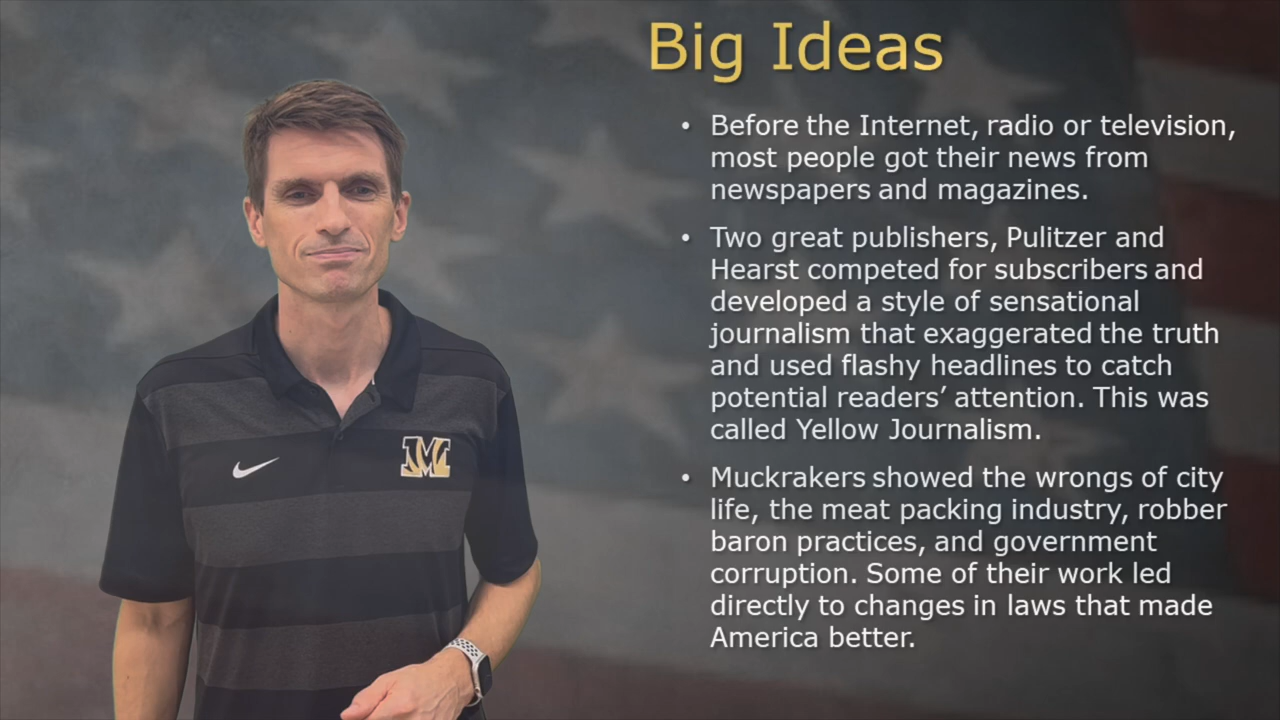 Big Ideas
• Before the Internet, radio or television,
most people got their news from
newspapers and magazines.
• Two great publishers, Pulitzer and
Hearst competed for subscribers and
developed a style of sensational
journalism that exaggerated the truth
and used flashy headlines to catch
potential readers’ attention. This was
called Yellow Journalism.
• Muckrakers showed the wrongs of city
life, the meat packing industry, robber
baron practices, and government
corruption. Some of their work led
directly to changes in laws that made
America better.
M